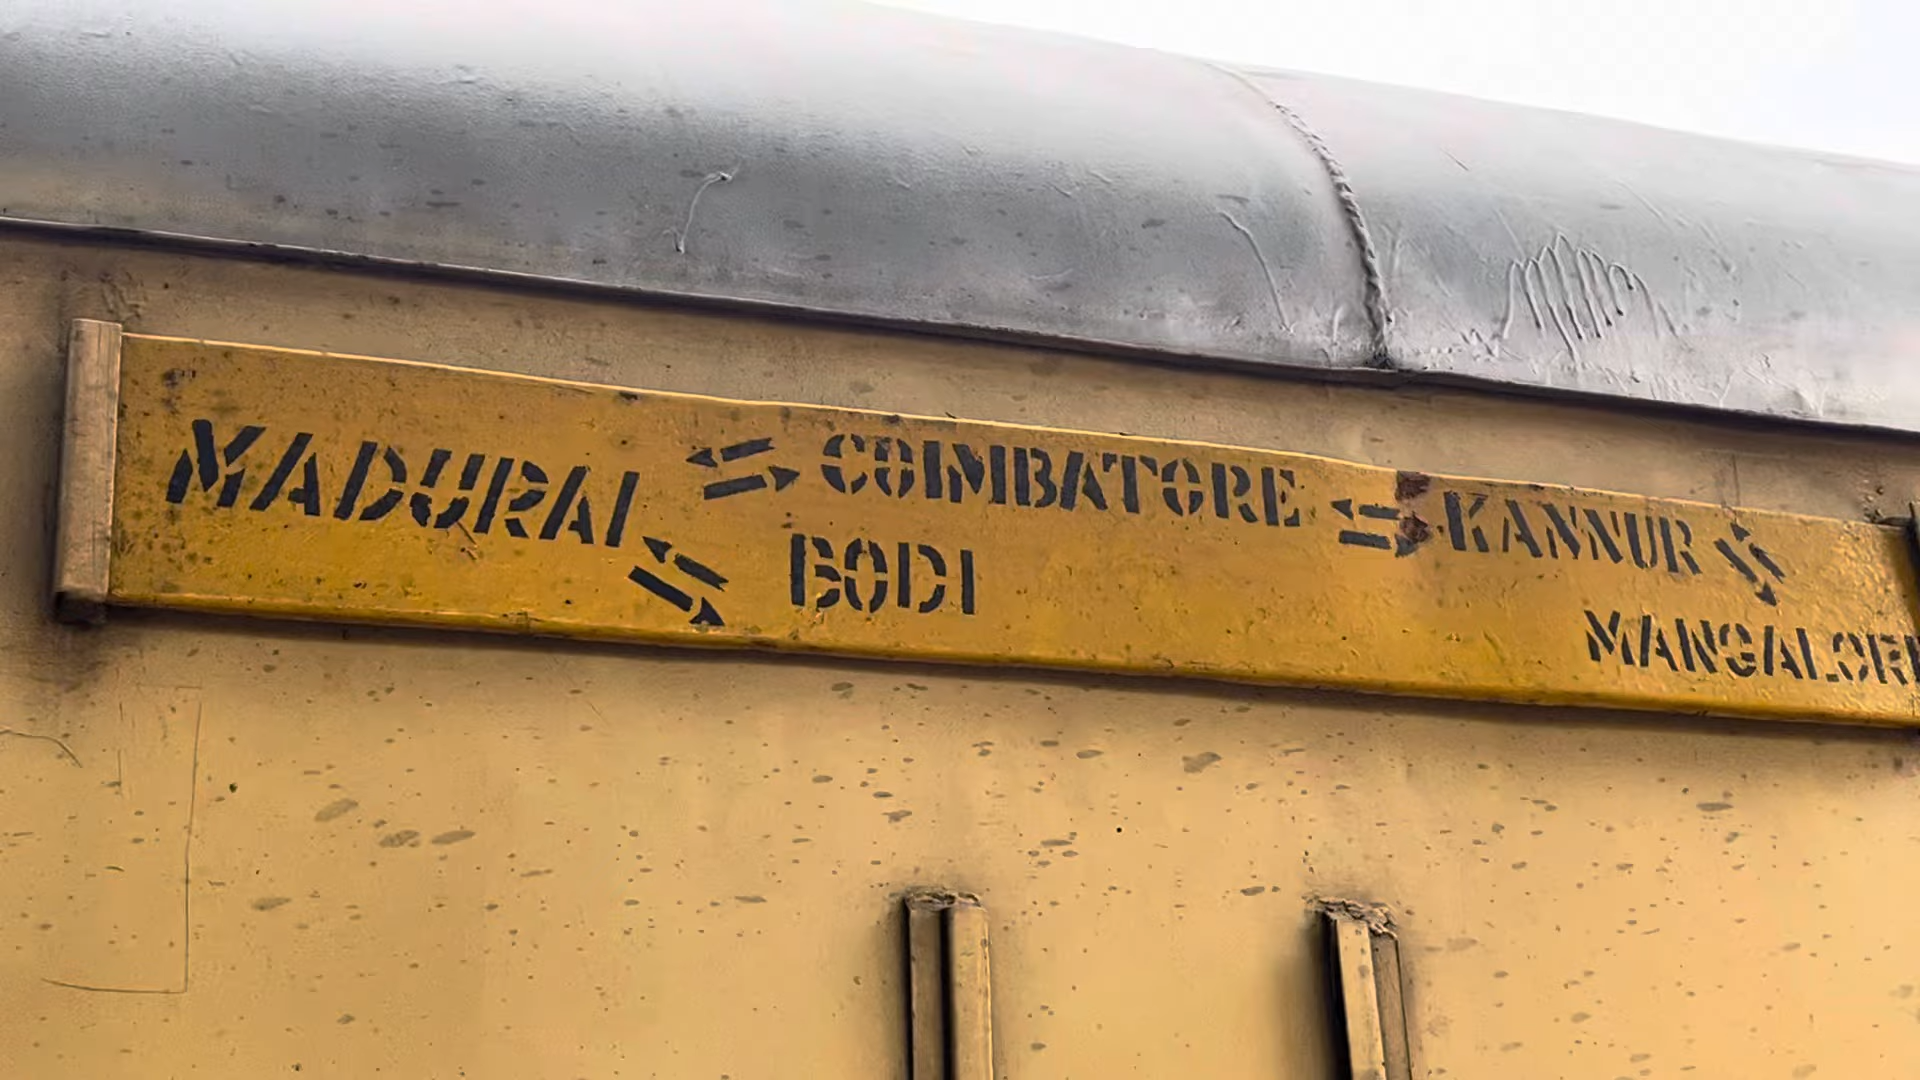 MADURAI ⇌ COIMBATORE ⇌ KANNUR ⇌
BODI
MANGALORE